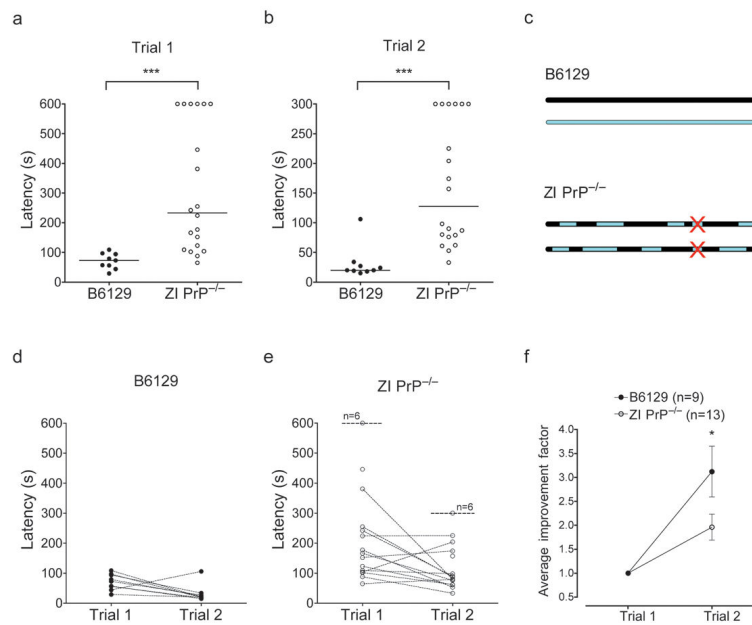 a
Trial 1
***
Latency (s)
600
500
400
300
200
100
0
B6129
ZI PrP–/–
b
Trial 2
***
Latency (s)
300
250
200
150
100
50
0
B6129
ZI PrP–/–
c
B6129
ZI PrP–/–
d
B6129
Latency (s)
600
500
400
300
200
100
0
Trial 1
Trial 2
e
ZI PrP–/–
Latency (s)
600
500
400
300
200
100
0
n=6
n=6
Trial 1
Trial 2
f
B6129 (n=9)
ZI PrP–/– (n=13)
*
Average improvement factor
4.0
3.5
3.0
2.5
2.0
1.5
1.0
0.5
Trial 1
Trial 2